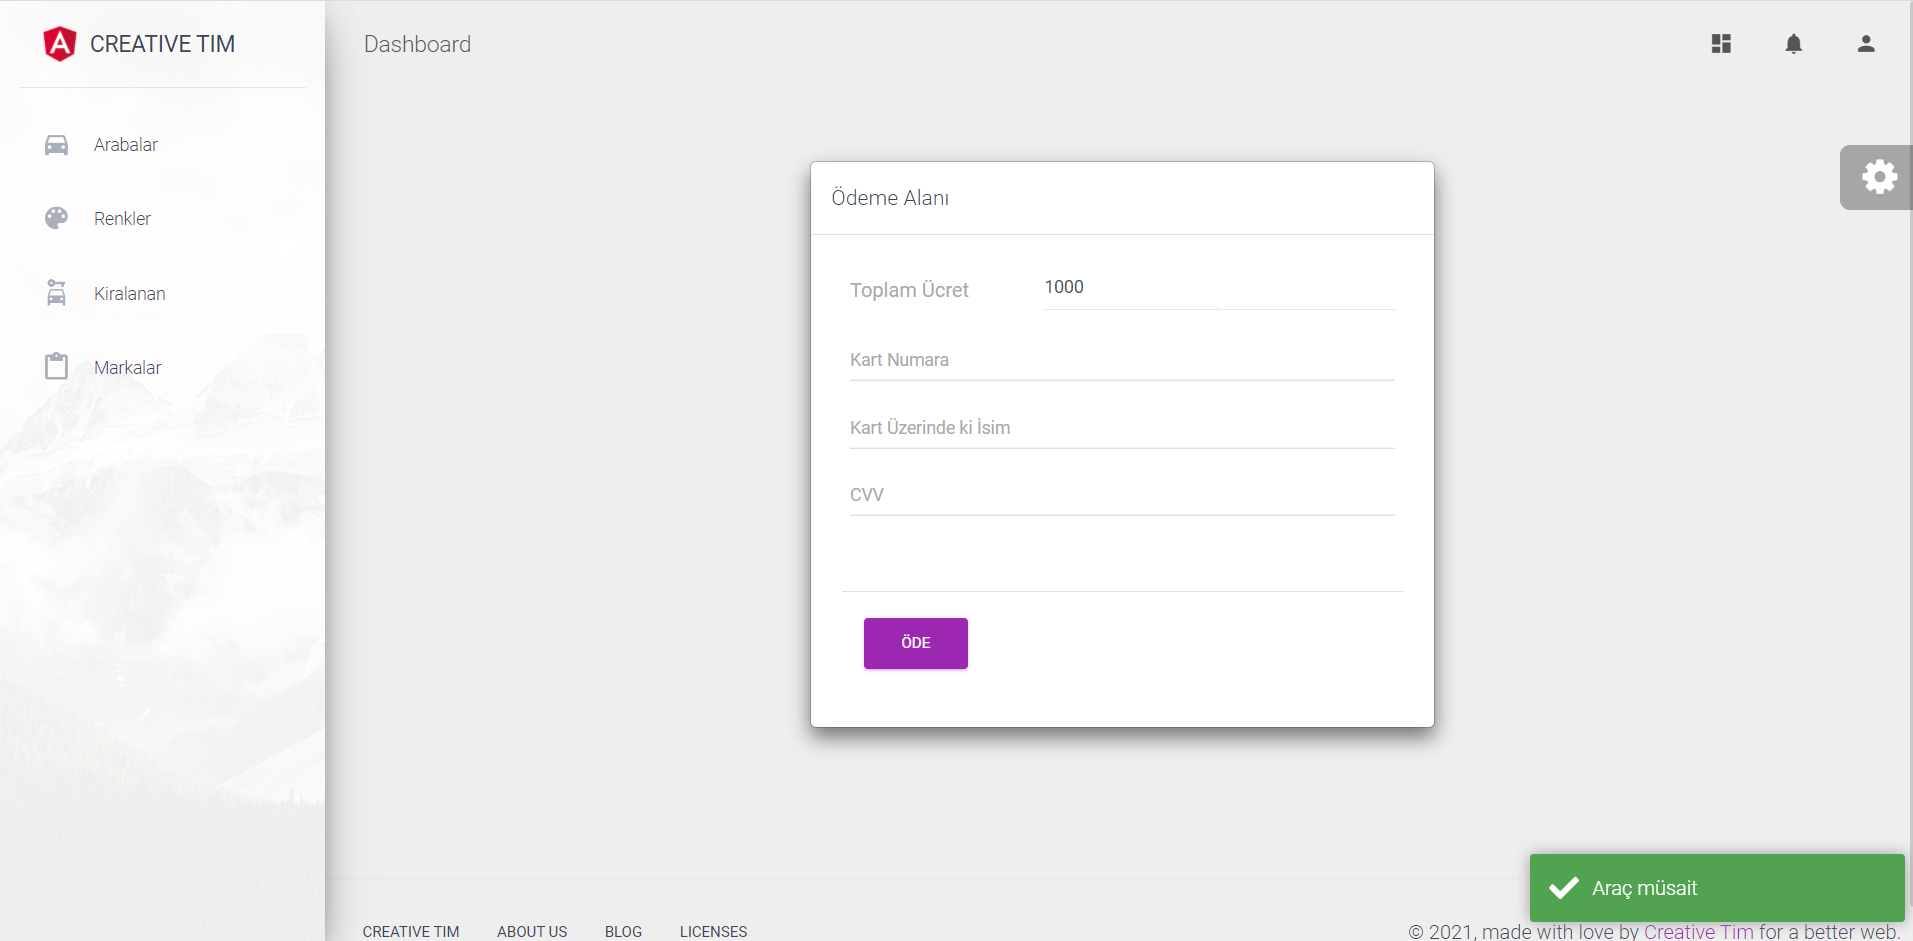 CREATIVE TIM
Dashboard
Arabalar
Renkler
Kiralanan
Markalar
Ödeme Alanı
Toplam Ücret 1000
Kart Numara
Kart Üzerinde ki İsim
CVV
ÖDE
Araç müsait
CREATIVE TIM ABOUT US BLOG LICENSES
© 2021, made with love by Creative Tim for a better web.